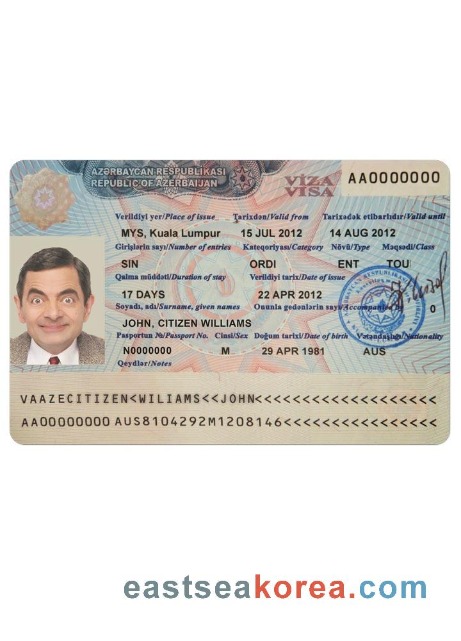 AZƏRBAYCAN RESPUBLİKASI
REPUBLIC OF AZERBAIJAN
VİZA
VISA
AA0000000
Verildiyi yer/Place of issue Tarixdən/Valid from Tarixədək etibarlıdır/Valid until
MYS, Kuala Lumpur 15 JUL 2012 14 AUG 2012
Girişlərin sayı/Number of entries Kateqoriyası/Category Növü/Type Məqsədi/Class
SIN ORDI ENT TOU
Qalma müddəti/Duration of stay Verildiyi tarix/Date of issue
17 DAYS 22 APR 2012
Soyadı, adı/Surname, given names Onunla gedənlərin sayı/Accompanied by
JOHN, CITIZEN WILLIAMS 0
Pasportun №/Passport No. Cinsi/Sex Doğum tarixi/Date of birth Vətəndaşlığı/Nationality
N0000000 M 29 APR 1981 AUS
Qeydlər/Notes
VAAZECITIZEN<WILIAMS<<JOHN<<<<<<<<<<<<<<<<<<<<
AA00000000AUS8104292M1208146<<<<<<<<<<<<<<<<<
eastseakorea.com